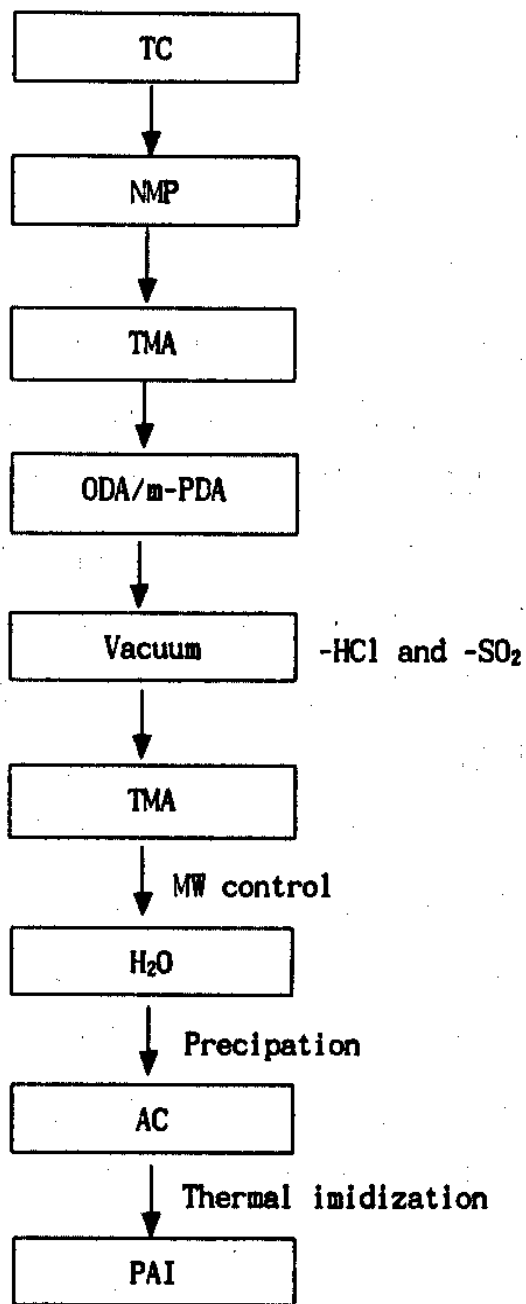 TC
NMP
TMA
ODA/m-PDA
Vacuum -HCl and -SO₂
TMA
MW control
H₂O
Precipation
AC
Thermal imidization
PAI